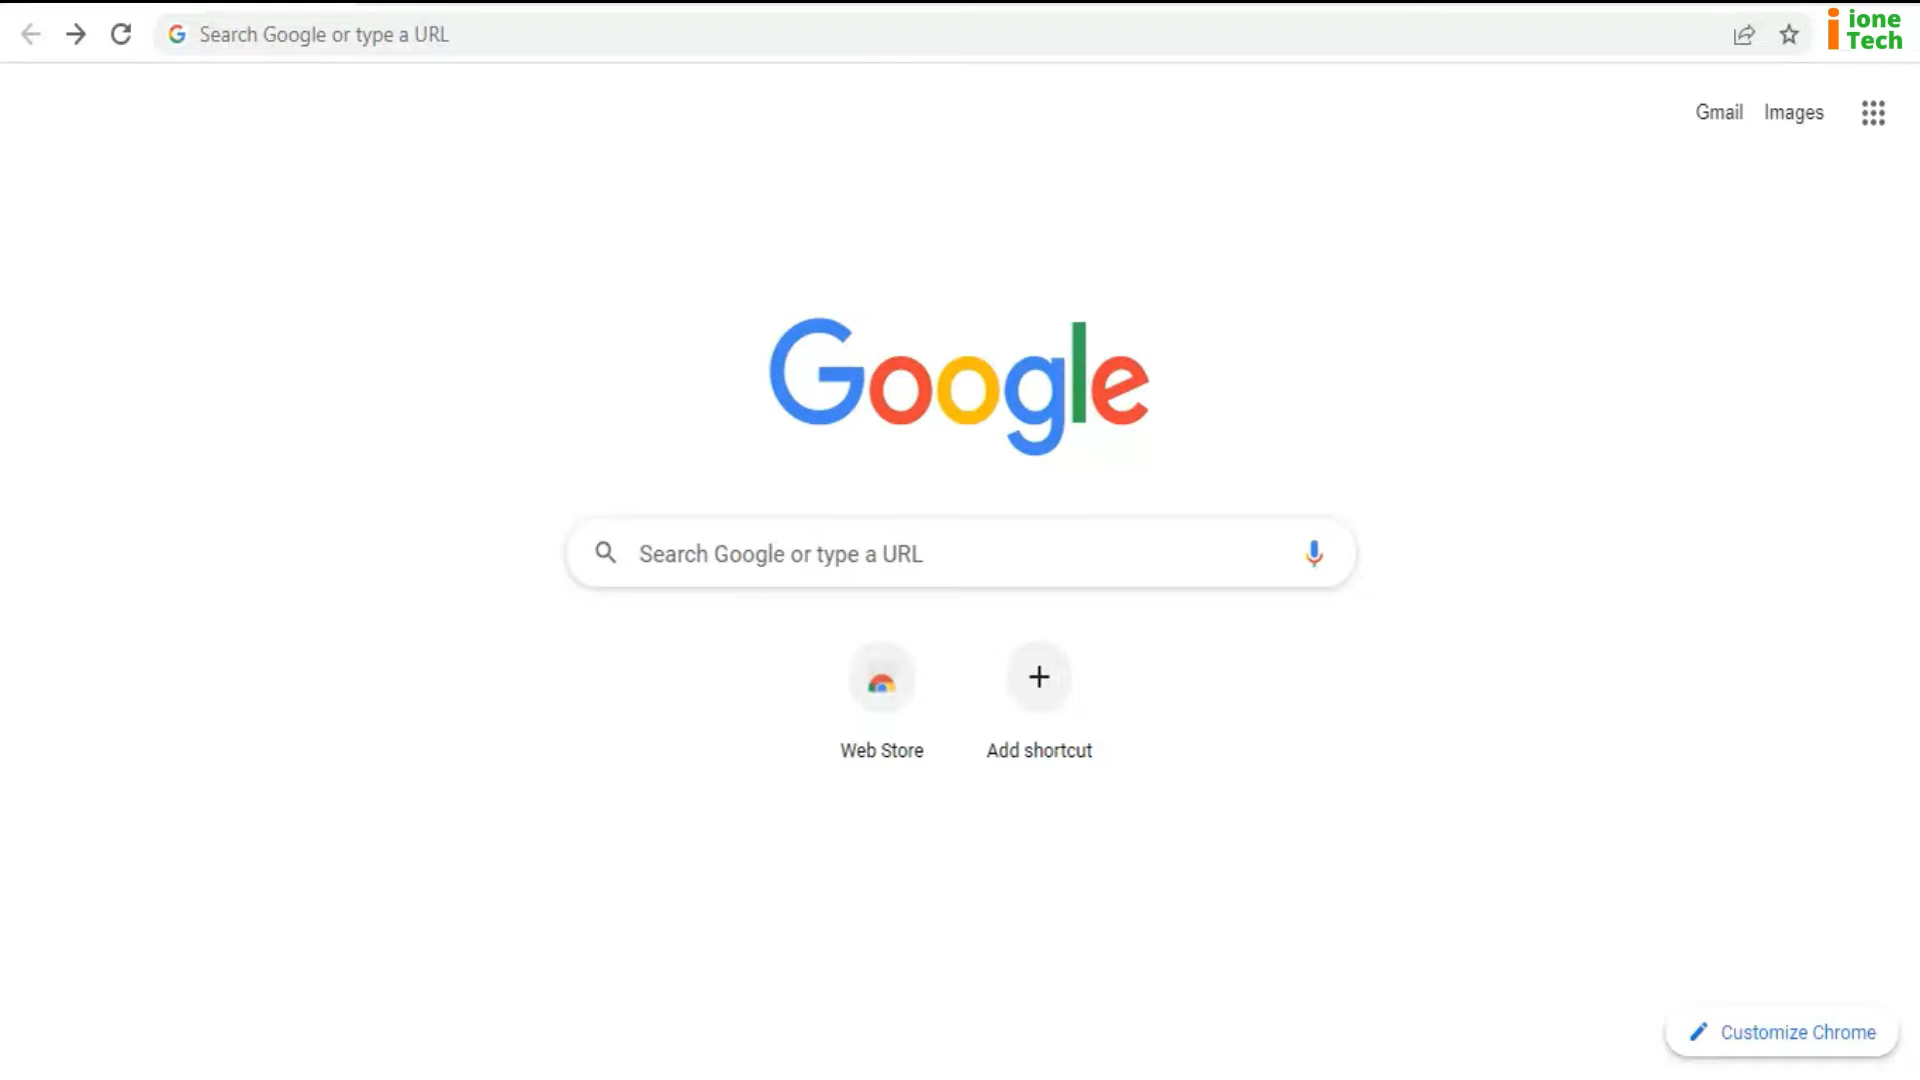 Search Google or type a URL
ione
Tech
Gmail Images
Google
Search Google or type a URL
Web Store
Add shortcut
Customize Chrome